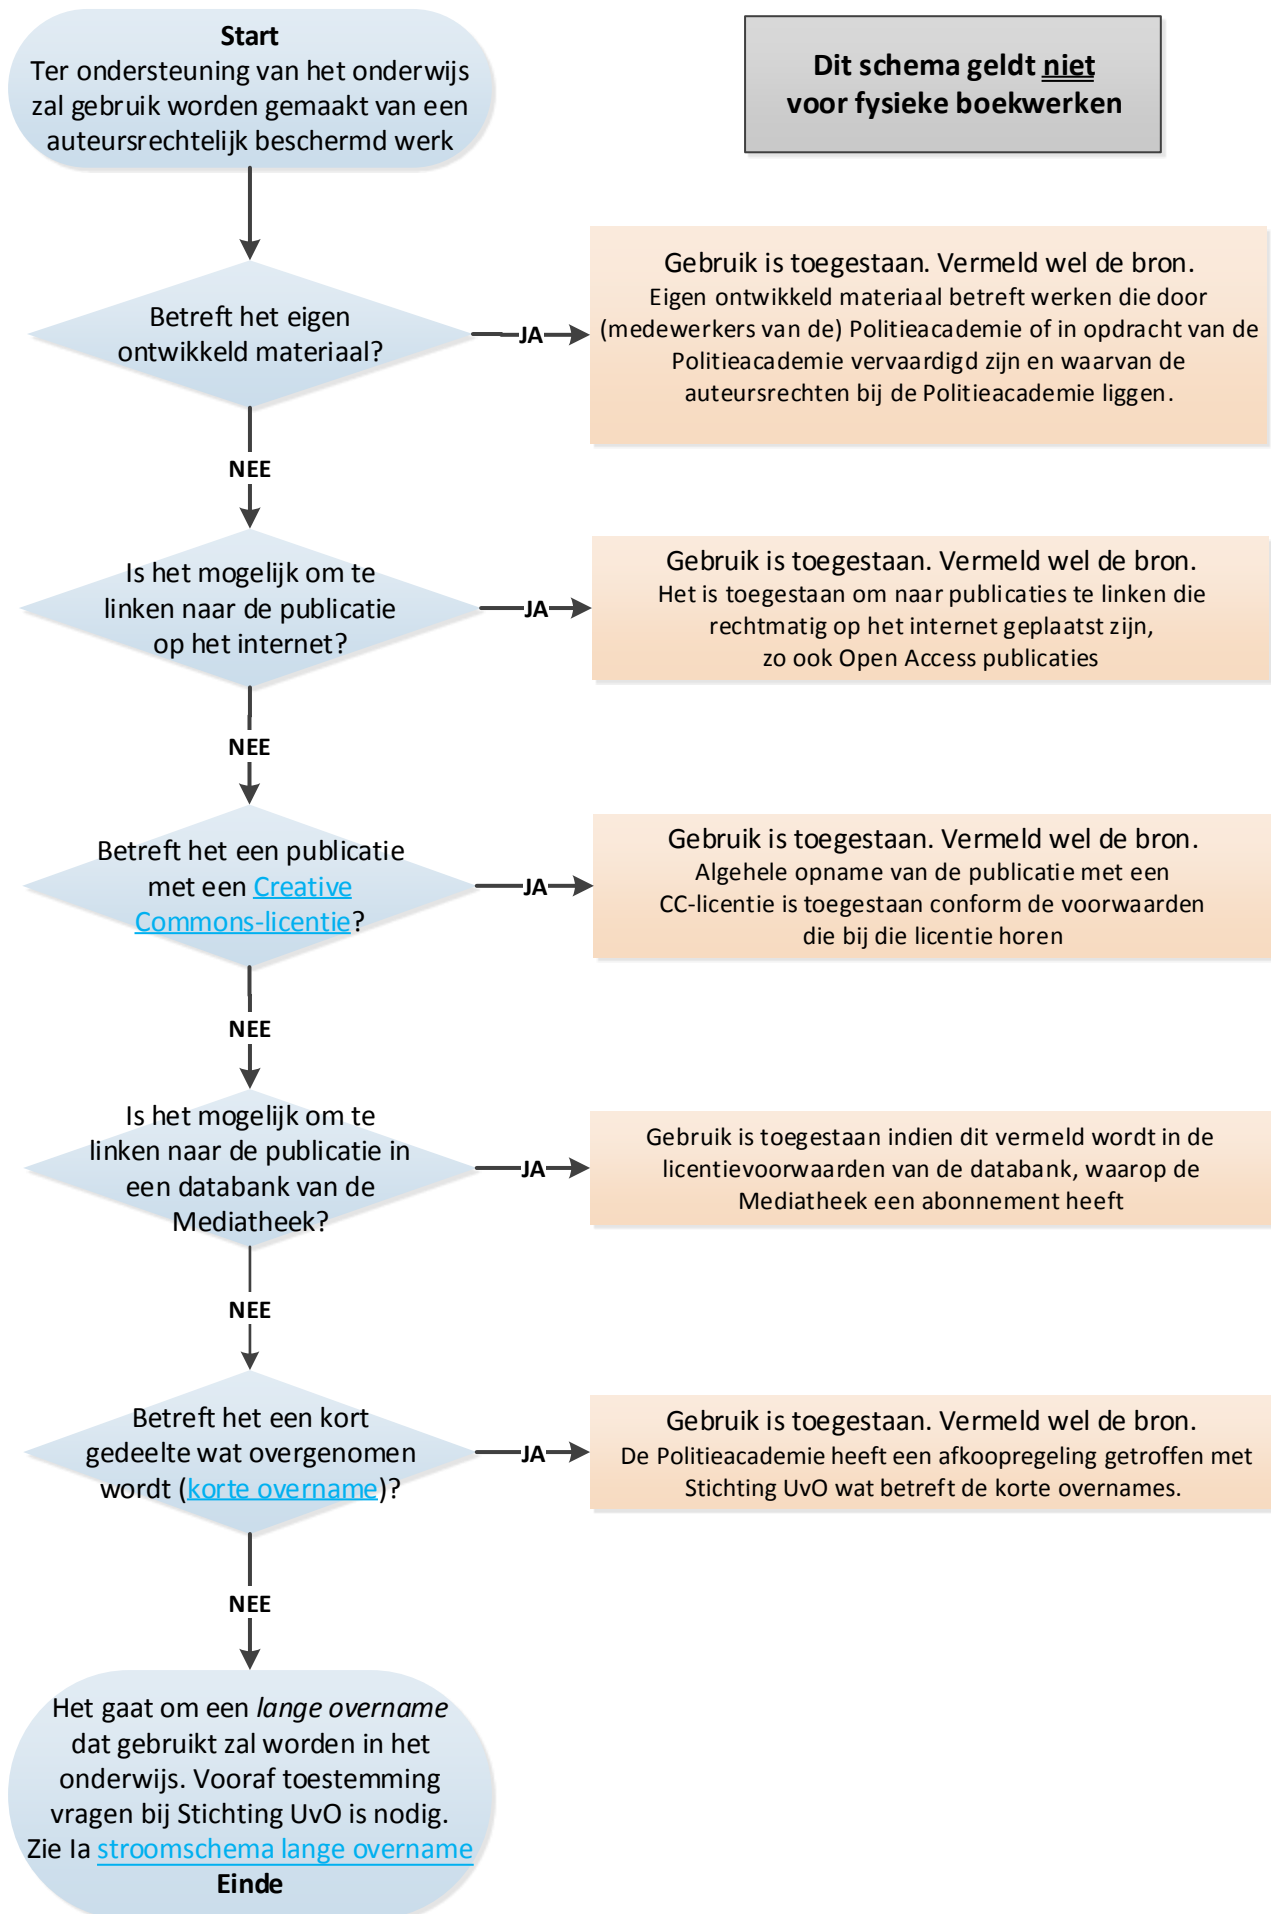 Start
Ter ondersteuning van het onderwijs
zal gebruik worden gemaakt van een
auteursrechtelijk beschermd werk
Dit schema geldt niet
voor fysieke boekwerken
Betreft het eigen
ontwikkeld materiaal?
JA
Gebruik is toegestaan. Vermeld wel de bron.
Eigen ontwikkeld materiaal betreft werken die door
(medewerkers van de) Politieacademie of in opdracht van de
Politieacademie vervaardigd zijn en waarvan de
auteursrechten bij de Politieacademie liggen.
NEE
Is het mogelijk om te
linken naar de publicatie
op het internet?
JA
Gebruik is toegestaan. Vermeld wel de bron.
Het is toegestaan om naar publicaties te linken die
rechtmatig op het internet geplaatst zijn,
zo ook Open Access publicaties
NEE
Betreft het een publicatie
met een Creative
Commons-licentie?
JA
Gebruik is toegestaan. Vermeld wel de bron.
Algehele opname van de publicatie met een
CC-licentie is toegestaan conform de voorwaarden
die bij die licentie horen
NEE
Is het mogelijk om te
linken naar de publicatie in
een databank van de
Mediatheek?
JA
Gebruik is toegestaan indien dit vermeld wordt in de
licentievoorwaarden van de databank, waarop de
Mediatheek een abonnement heeft
NEE
Betreft het een kort
gedeelte wat overgenomen
wordt (korte overname)?
JA
Gebruik is toegestaan. Vermeld wel de bron.
De Politieacademie heeft een afkoopregeling getroffen met
Stichting UvO wat betreft de korte overnames.
NEE
Het gaat om een lange overname
dat gebruikt zal worden in het
onderwijs. Vooraf toestemming
vragen bij Stichting UvO is nodig.
Zie Ia stroomschema lange overname
Einde